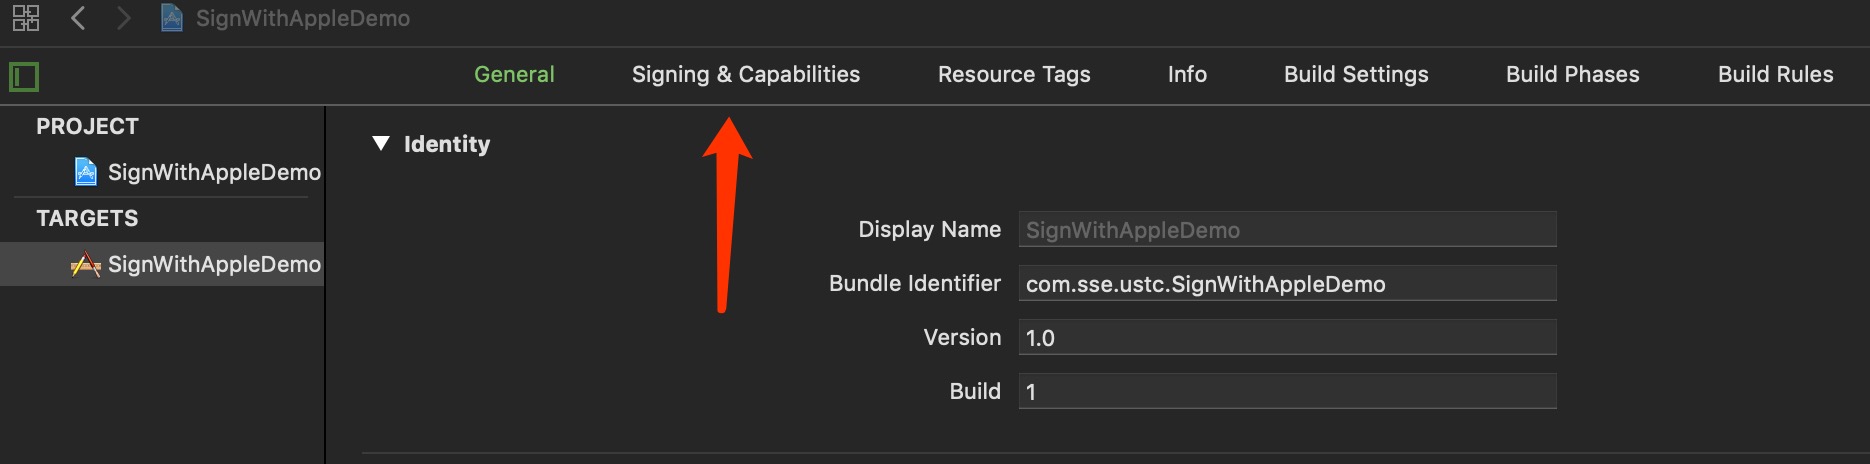 SignWithAppleDemo
General Signing & Capabilities Resource Tags Info Build Settings Build Phases Build Rules
PROJECT
SignWithAppleDemo
TARGETS
SignWithAppleDemo
Identity
Display Name SignWithAppleDemo
Bundle Identifier com.sse.ustc.SignWithAppleDemo
Version 1.0
Build 1